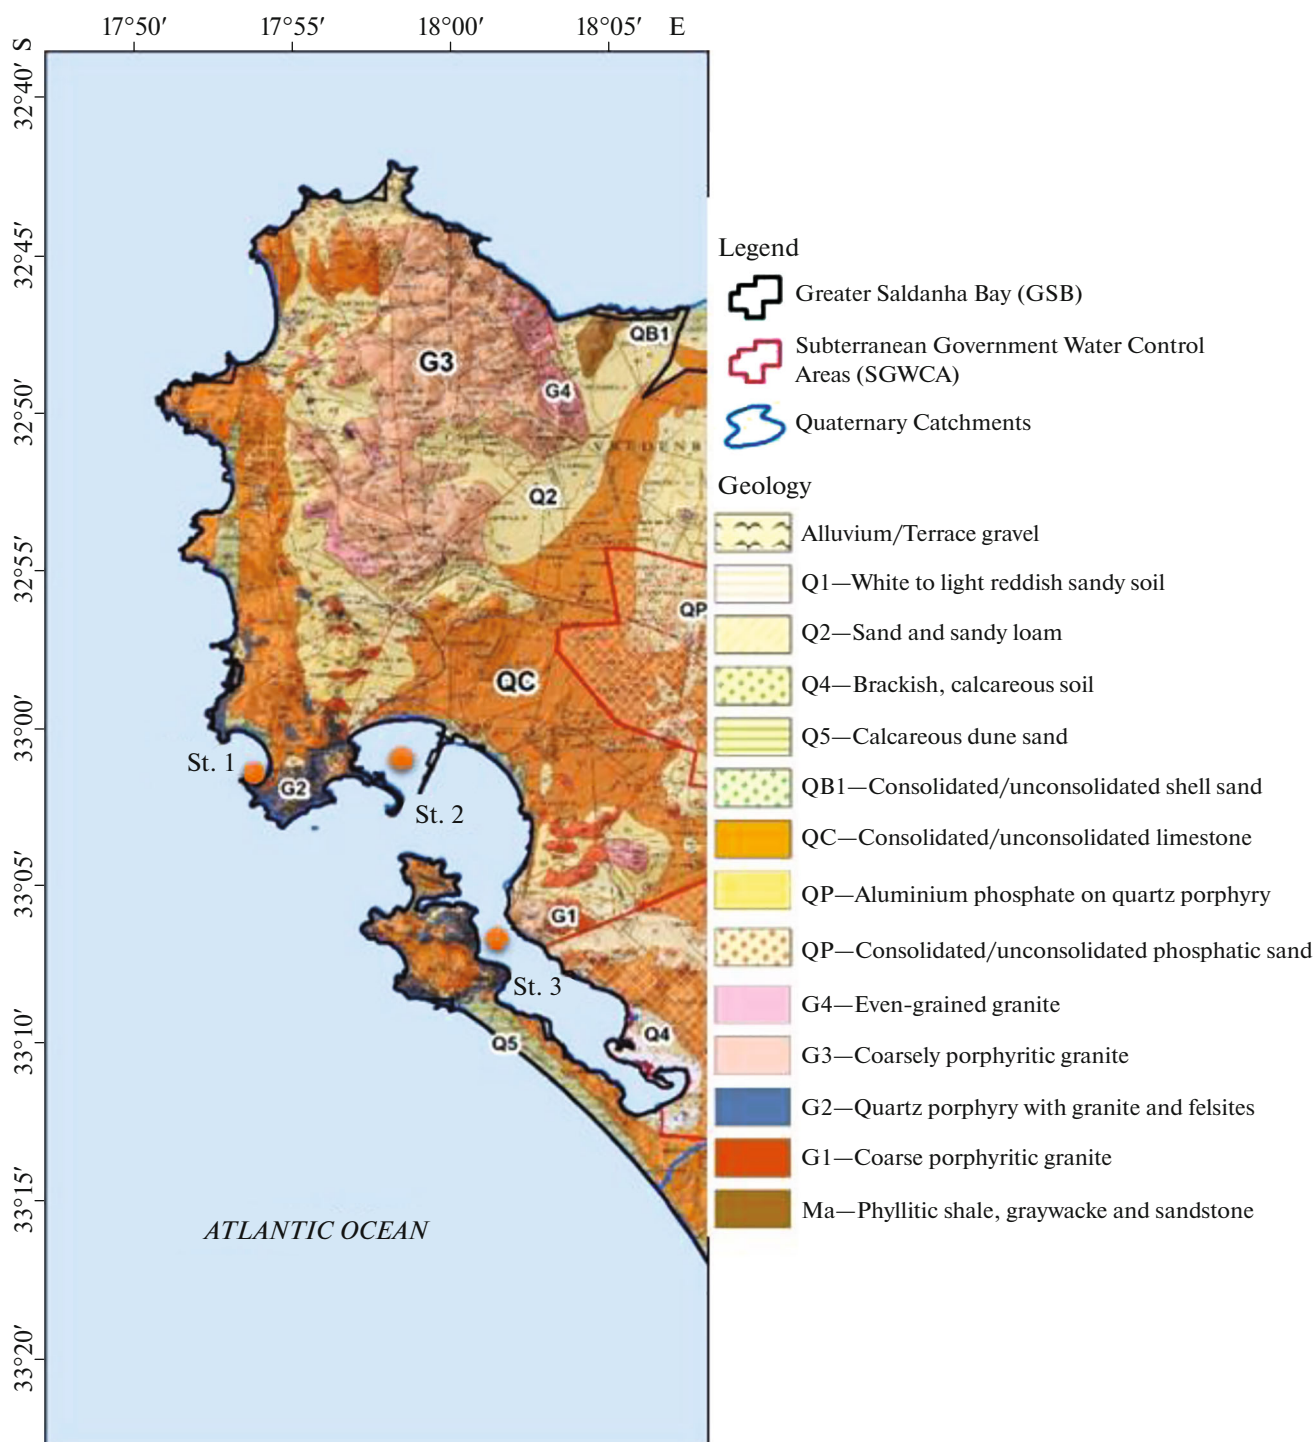 17°50′ 17°55′ 18°00′ 18°05′ E
S
32°40′
32°45′
32°50′
32°55′
33°00′
33°05′
33°10′
33°15′
33°20′
QB1
G3
G4
Q2
QP
QC
St. 1
G2
St. 2
G1
St. 3
Q4
Q5
ATLANTIC OCEAN
Legend
Greater Saldanha Bay (GSB)
Subterranean Government Water Control
Areas (SGWCA)
Quaternary Catchments
Geology
Alluvium/Terrace gravel
Q1—White to light reddish sandy soil
Q2—Sand and sandy loam
Q4—Brackish, calcareous soil
Q5—Calcareous dune sand
QB1—Consolidated/unconsolidated shell sand
QC—Consolidated/unconsolidated limestone
QP—Aluminium phosphate on quartz porphyry
QP—Consolidated/unconsolidated phosphatic sand
G4—Even-grained granite
G3—Coarsely porphyritic granite
G2—Quartz porphyry with granite and felsites
G1—Coarse porphyritic granite
Ma—Phyllitic shale, graywacke and sandstone